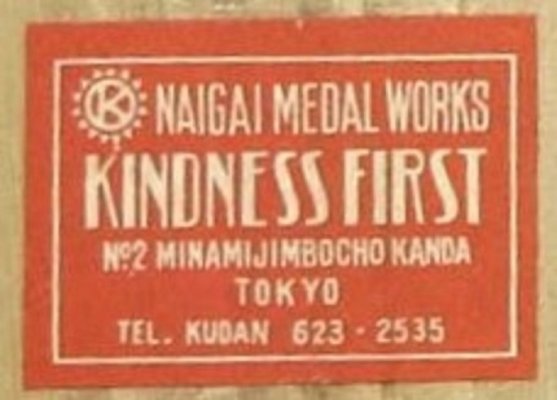 K NAIGAI MEDAL WORKS
KINDNESS FIRST
Nº2 MINAMIJIMBOCHO KANDA
TOKYO
TEL. KUDAN 623-2535